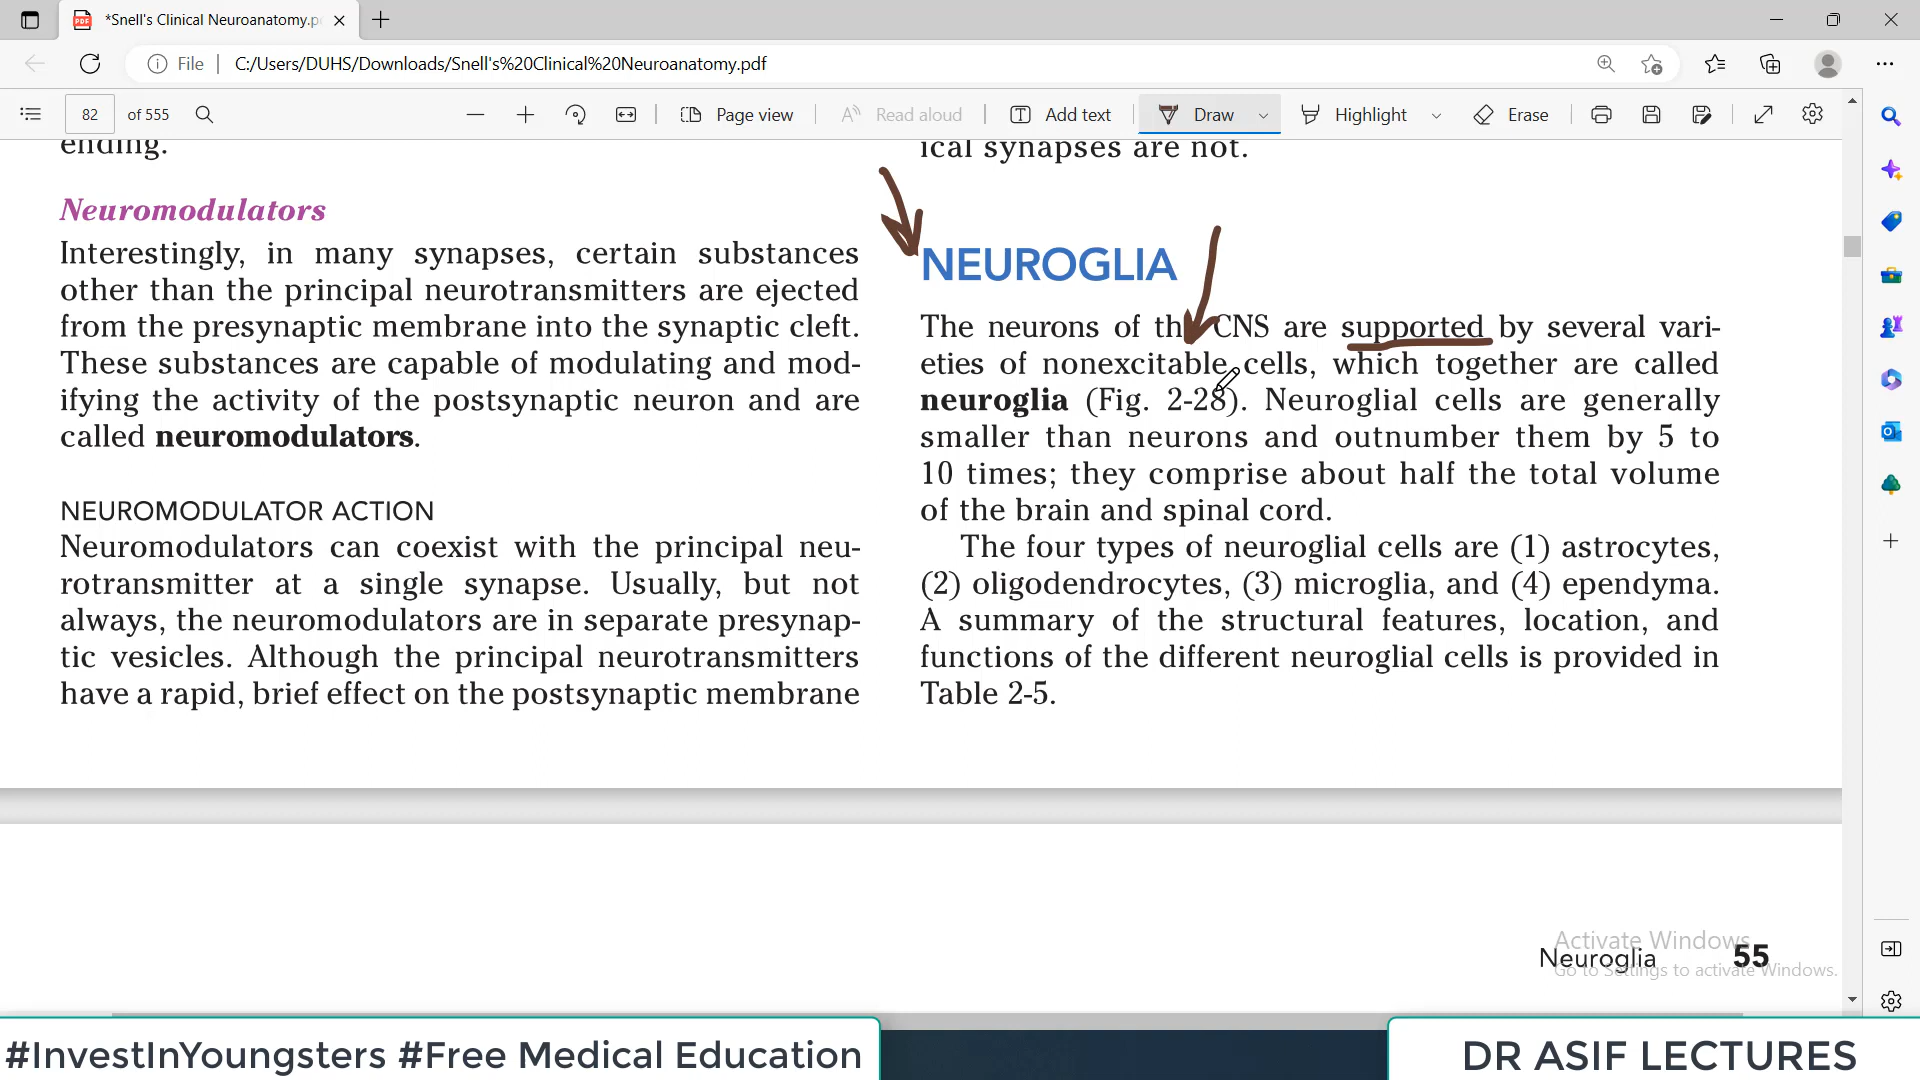 *Snell's Clinical Neuroanatomy.p
File
C:/Users/DUHS/Downloads/Snell's%20Clinical%20Neuroanatomy.pdf
82 of 555
Page view
Read aloud
Add text
Draw
Highlight
Erase
ending.
Neuromodulators
Interestingly, in many synapses, certain substances
other than the principal neurotransmitters are ejected
from the presynaptic membrane into the synaptic cleft.
These substances are capable of modulating and mod-
ifying the activity of the postsynaptic neuron and are
called neuromodulators.
NEUROMODULATOR ACTION
Neuromodulators can coexist with the principal neu-
rotransmitter at a single synapse. Usually, but not
always, the neuromodulators are in separate presynap-
tic vesicles. Although the principal neurotransmitters
have a rapid, brief effect on the postsynaptic membrane
ical synapses are not.
NEUROGLIA
The neurons of the CNS are supported by several vari-
eties of nonexcitable cells, which together are called
neuroglia (Fig. 2-28). Neuroglial cells are generally
smaller than neurons and outnumber them by 5 to
10 times; they comprise about half the total volume
of the brain and spinal cord.
The four types of neuroglial cells are (1) astrocytes,
(2) oligodendrocytes, (3) microglia, and (4) ependyma.
A summary of the structural features, location, and
functions of the different neuroglial cells is provided in
Table 2-5.
Neuroglia 55
Activate Windows
Go to Settings to activate Windows.
#InvestInYoungsters #Free Medical Education
DR ASIF LECTURES